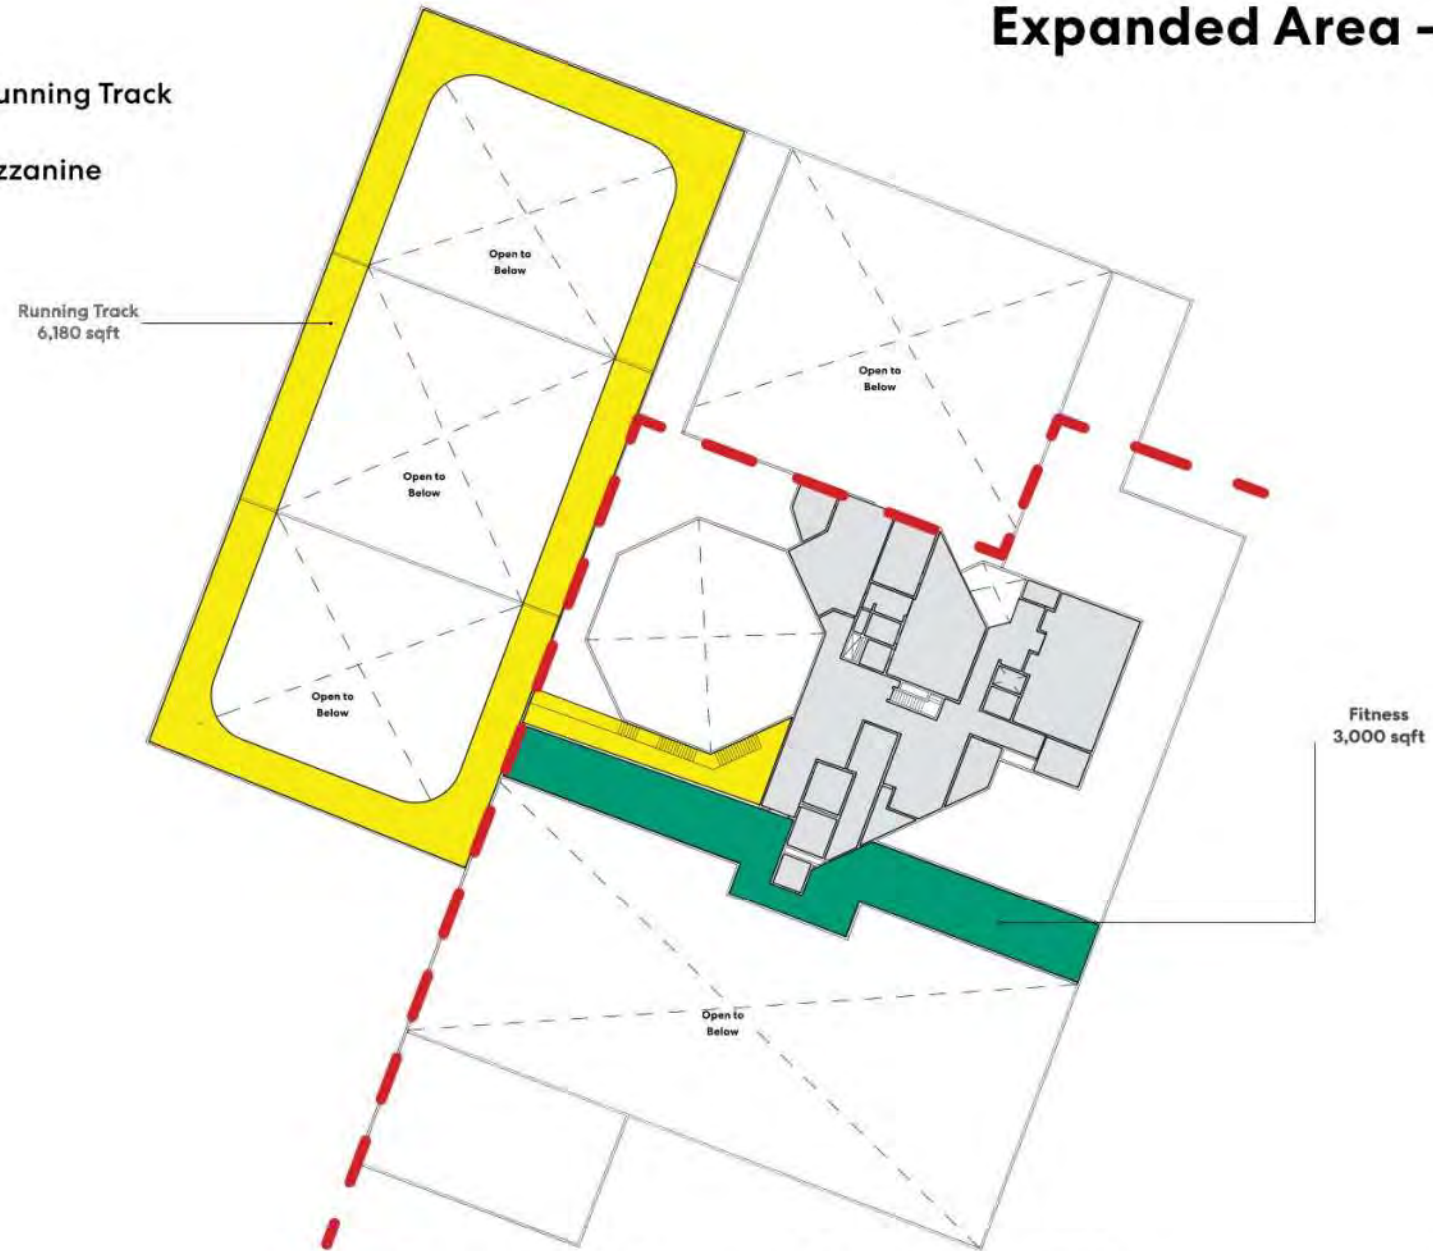 Expanded Area -
unning Track
zzanine
Open to
Below
Running Track
6,180 sqft
Open to
Below
Open to
Below
Open to
Below
Fitness
3,000 sqft
Open to
Below